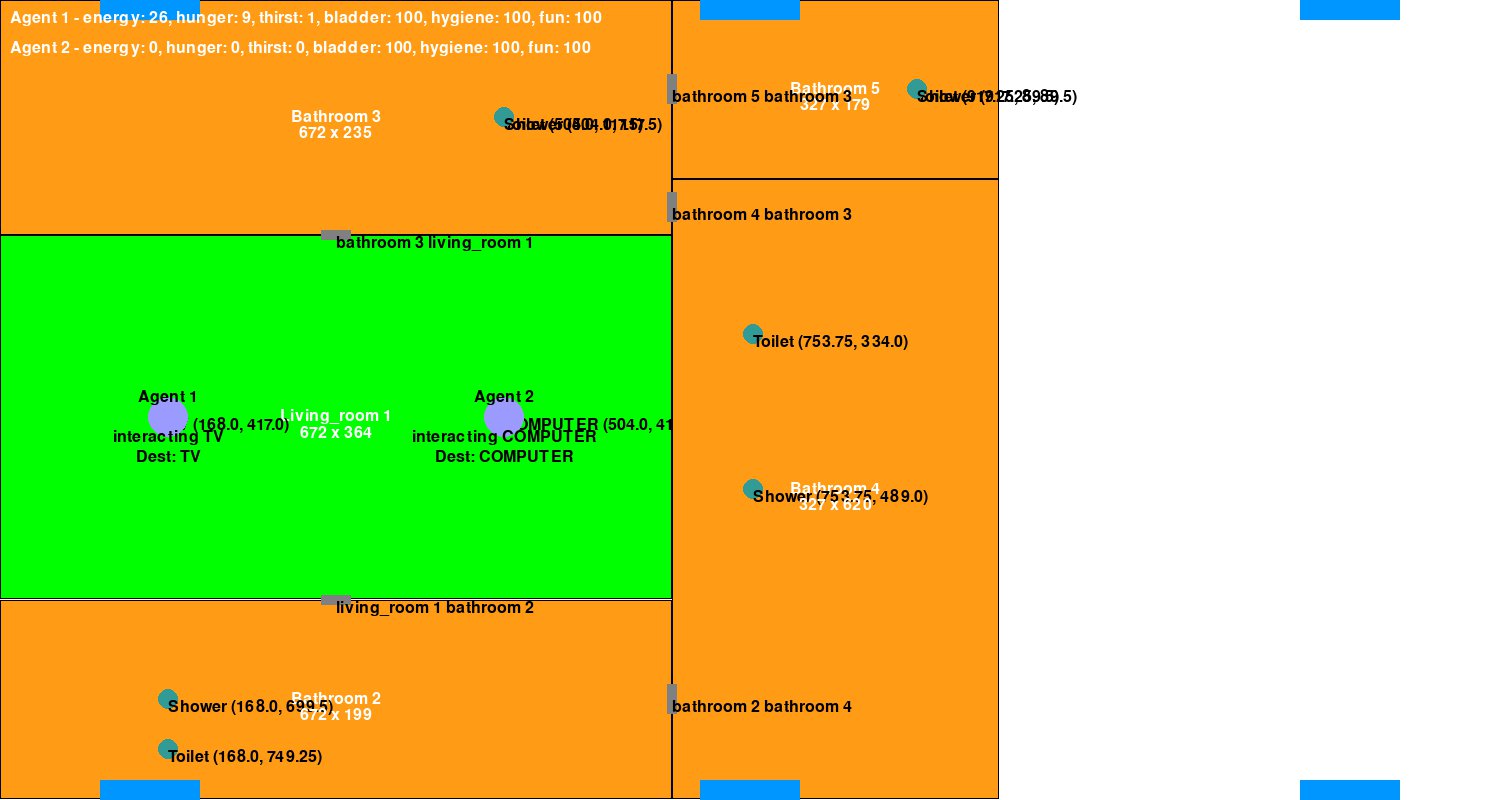 Agent 1 - energy: 26, hunger: 9, thirst: 1, bladder: 100, hygiene: 100, fun: 100
Agent 2 - energy: 0, hunger: 0, thirst: 0, bladder: 100, hygiene: 100, fun: 100
Bathroom 5
327 x 179
bathroom 5 bathroom 3
Bathroom 3
672 x 235
bathroom 4 bathroom 3
bathroom 3 living_room 1
Toilet (753.75, 334.0)
Agent 1
Agent 2
Living_room 1
672 x 364
(168.0, 417.0)
COMPUTER (504.0, 41
interacting TV
interacting COMPUTER
Dest: TV
Dest: COMPUTER
Bathroom 4
327 x 620
Shower (753.75, 489.0)
living_room 1 bathroom 2
Bathroom 2
672 x 199
Shower (168.0, 699.5)
bathroom 2 bathroom 4
Toilet (168.0, 749.25)